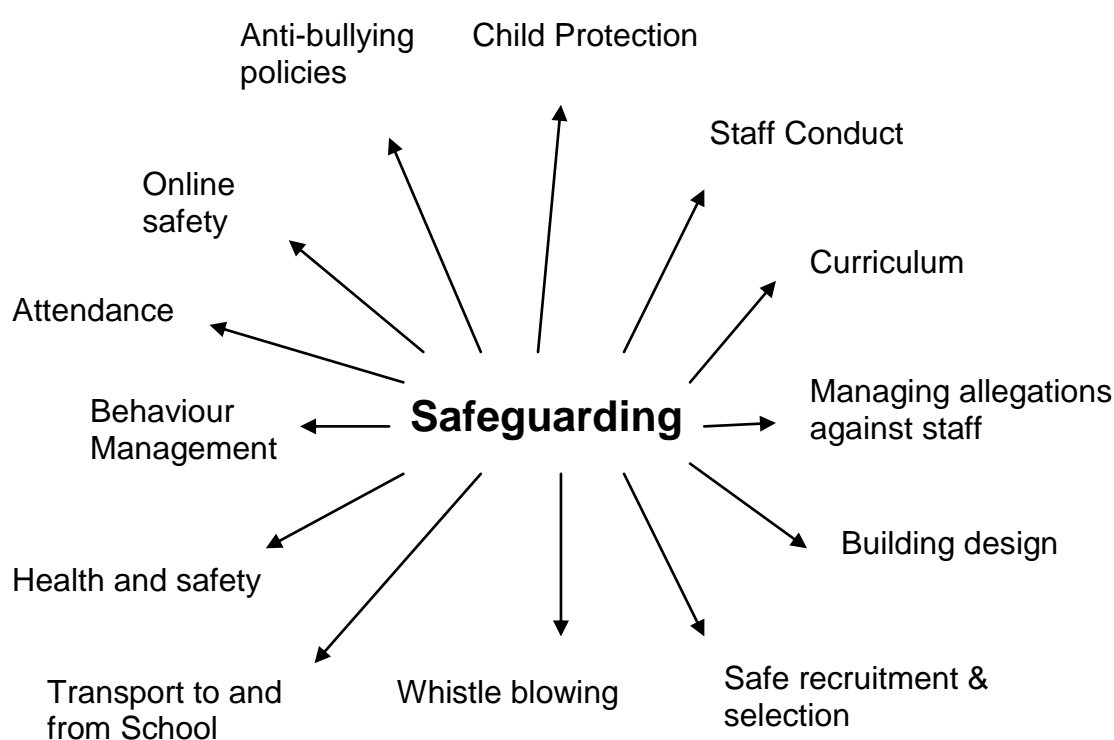 Anti-bullying
policies
Child Protection
Staff Conduct
Online
safety
Curriculum
Attendance
Managing allegations
against staff
Behaviour
Management
Safeguarding
Building design
Health and safety
Transport to and
from School
Whistle blowing
Safe recruitment &
selection